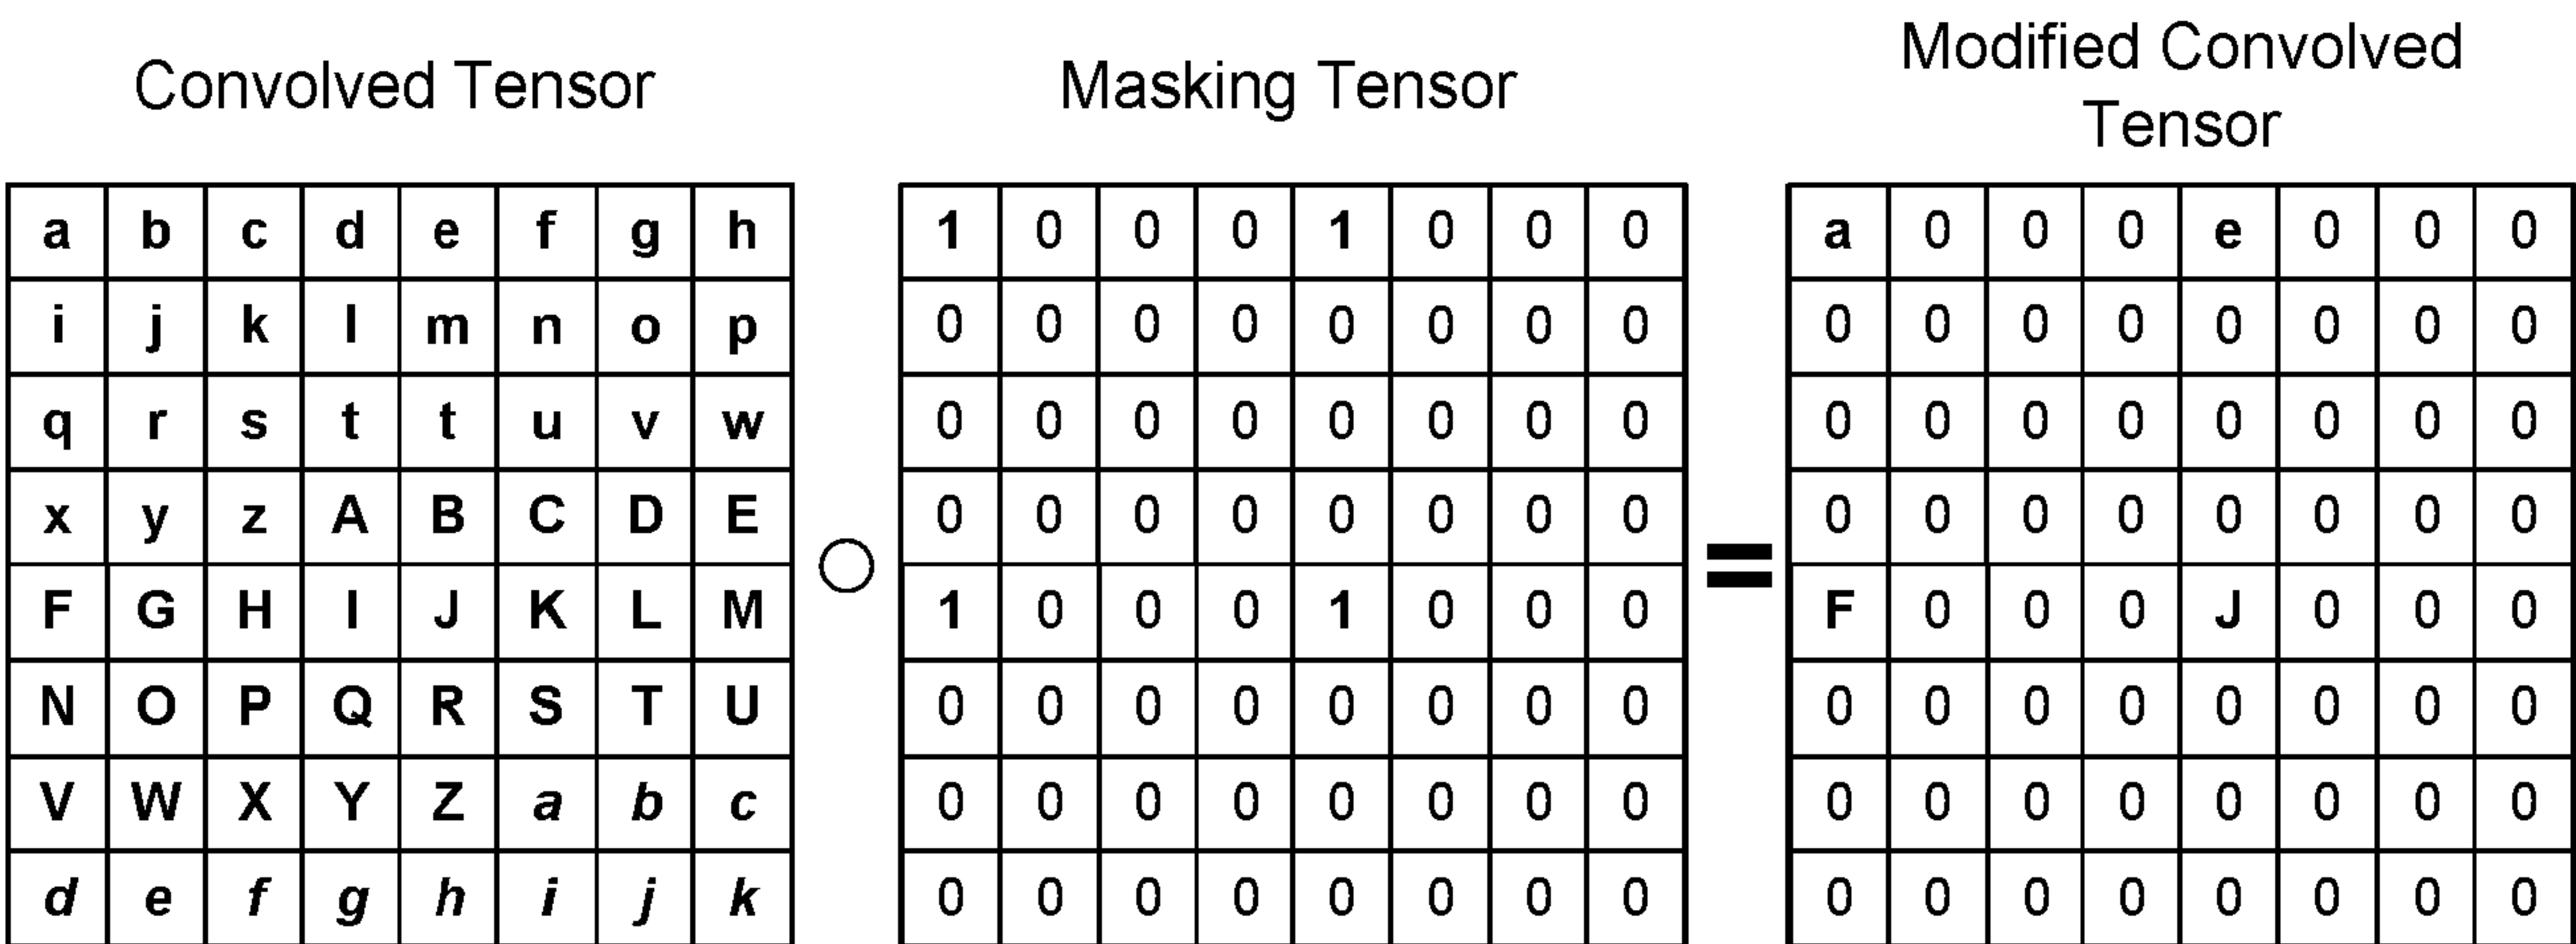 Convolved Tensor
Masking Tensor
Modified Convolved
Tensor
a b c d e f g h
i j k l m n o p
q r s t t u v w
x y z A B C D E
F G H I J K L M
N O P Q R S T U
V W X Y Z a b c
d e f g h i j k
○
1 0 0 0 1 0 0 0
0 0 0 0 0 0 0 0
0 0 0 0 0 0 0 0
0 0 0 0 0 0 0 0
1 0 0 0 1 0 0 0
0 0 0 0 0 0 0 0
0 0 0 0 0 0 0 0
0 0 0 0 0 0 0 0
=
a 0 0 0 e 0 0 0
0 0 0 0 0 0 0 0
0 0 0 0 0 0 0 0
0 0 0 0 0 0 0 0
F 0 0 0 J 0 0 0
0 0 0 0 0 0 0 0
0 0 0 0 0 0 0 0
0 0 0 0 0 0 0 0